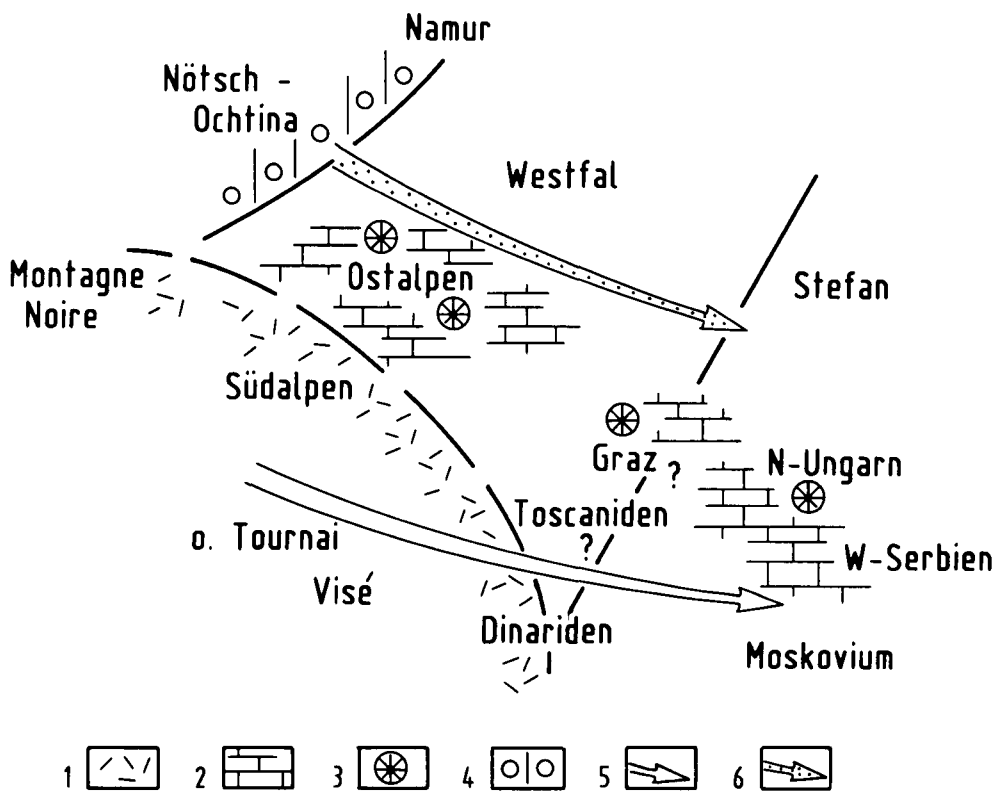 Namur
Nötsch -
Ochtina
Westfal
Ostalpen
Montagne
Noire
Stefan
Südalpen
Graz ?
N-Ungarn
Toscaniden
?
o. Tournai
W-Serbien
Visé
Dinariden
Moskovium
1 2 3 4 5 6